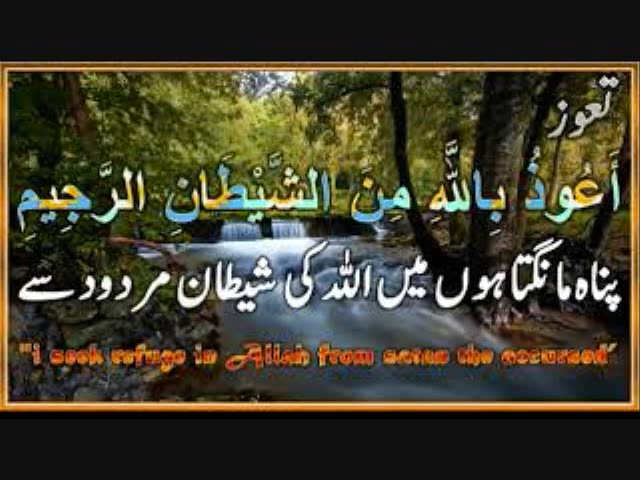 تعوز
أَعُوذُ بِاللَّهِ مِنَ الشَّيْطَانِ الرَّجِيمِ
پناہ مانگتا ہوں میں اللہ کی شیطان مردود سے
"i seek refuge in Allah from satan the accursed"